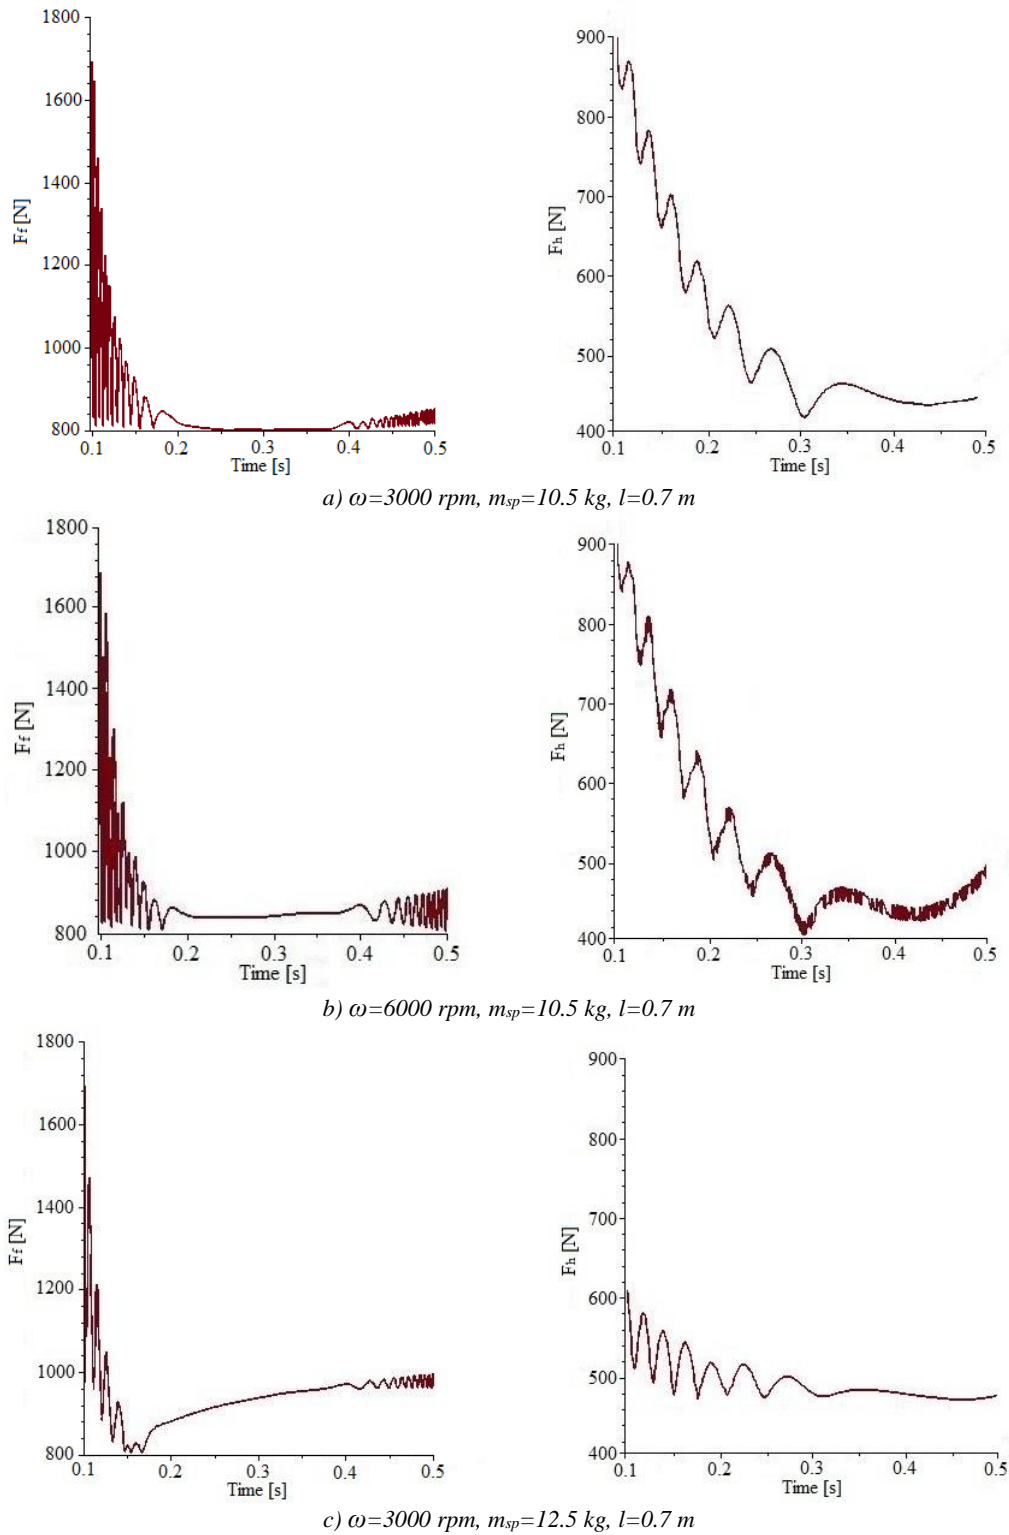 1800
1600
1400
1200
1000
800
Ff [N]
0.1 0.2 0.3 0.4 0.5
Time [s]
900
800
700
600
500
400
Fh [N]
0.1 0.2 0.3 0.4 0.5
Time [s]
a) ω=3000 rpm, msp=10.5 kg, l=0.7 m
1800
1600
1400
1200
1000
800
Ff [N]
0.1 0.2 0.3 0.4 0.5
Time [s]
900
800
700
600
500
400
Fh [N]
0.1 0.2 0.3 0.4 0.5
Time [s]
b) ω=6000 rpm, msp=10.5 kg, l=0.7 m
1800
1600
1400
1200
1000
800
Ff [N]
0.1 0.2 0.3 0.4 0.5
Time [s]
900
800
700
600
500
400
Fh [N]
0.1 0.2 0.3 0.4 0.5
Time [s]
c) ω=3000 rpm, msp=12.5 kg, l=0.7 m